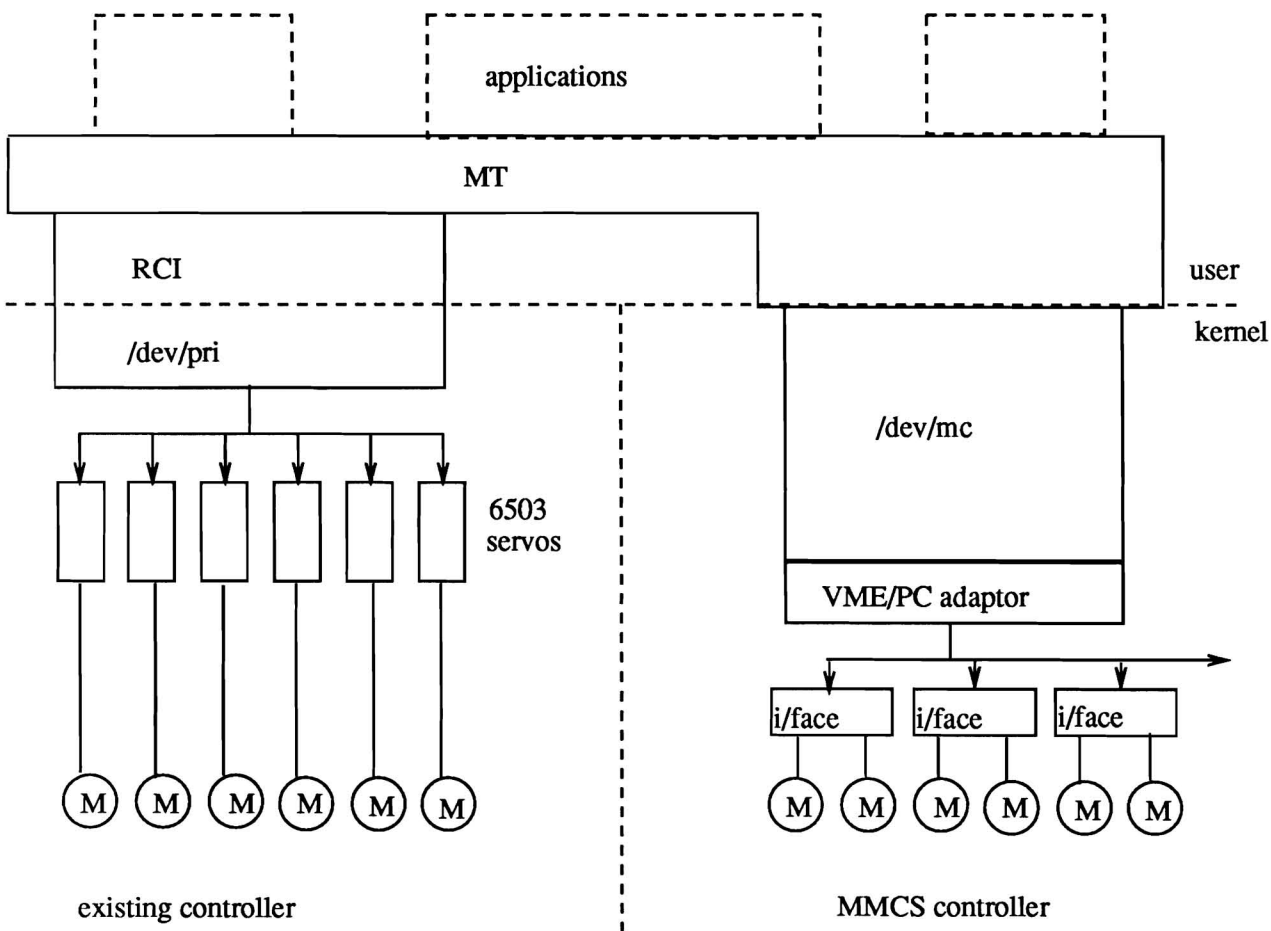 applications
MT
RCI
user
kernel
/dev/pri
/dev/mc
6503
servos
VME/PC adaptor
i/face
i/face
i/face
M
M
M
M
M
M
M
M
M
M
M
M
existing controller
MMCS controller